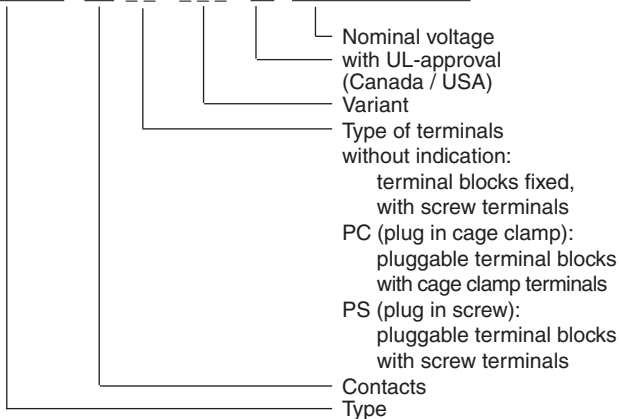 Nominal voltage
with UL-approval
(Canada / USA)
Variant
Type of terminals
without indication:
terminal blocks fixed,
with screw terminals
PC (plug in cage clamp):
pluggable terminal blocks
with cage clamp terminals
PS (plug in screw):
pluggable terminal blocks
with screw terminals
Contacts
Type